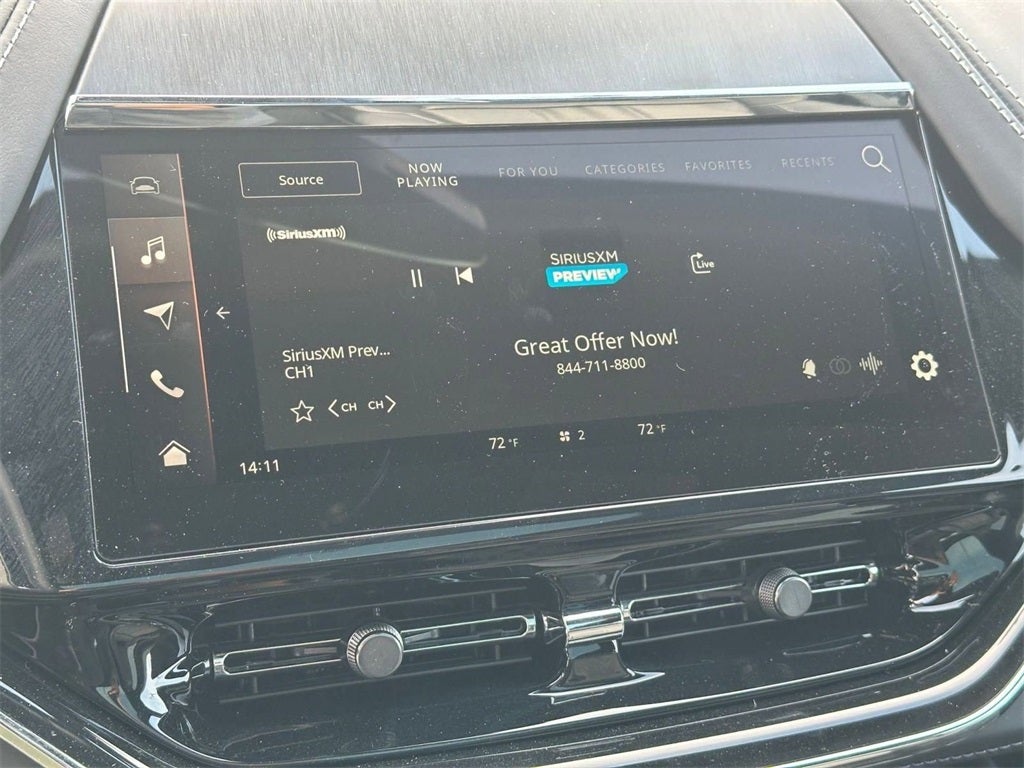 Source
NOW PLAYING
FOR YOU
CATEGORIES
FAVORITES
RECENTS
((SiriusXM))
SIRIUSXM
PREVIEW
Live
Great Offer Now!
844-711-8800
SiriusXM Prev...
CH1
CH CH
72 °F
2
72 °F
14:11